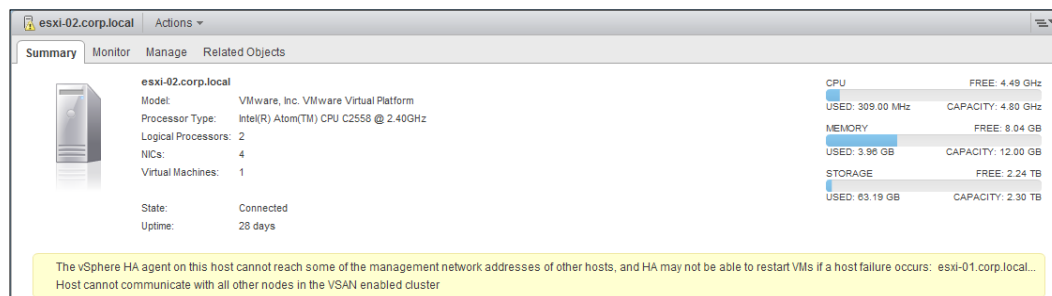 esxi-02.corp.local Actions
Summary Monitor Manage Related Objects
esxi-02.corp.local
Model: VMware, Inc. VMware Virtual Platform
Processor Type: Intel(R) Atom(TM) CPU C2558 @ 2.40GHz
Logical Processors: 2
NICs: 4
Virtual Machines: 1
State: Connected
Uptime: 28 days
CPU FREE: 4.49 GHz
USED: 309.00 MHz CAPACITY: 4.80 GHz
MEMORY FREE: 8.04 GB
USED: 3.96 GB CAPACITY: 12.00 GB
STORAGE FREE: 2.24 TB
USED: 63.19 GB CAPACITY: 2.30 TB
The vSphere HA agent on this host cannot reach some of the management network addresses of other hosts, and HA may not be able to restart VMs if a host failure occurs: esxi-01.corp.local...
Host cannot communicate with all other nodes in the VSAN enabled cluster